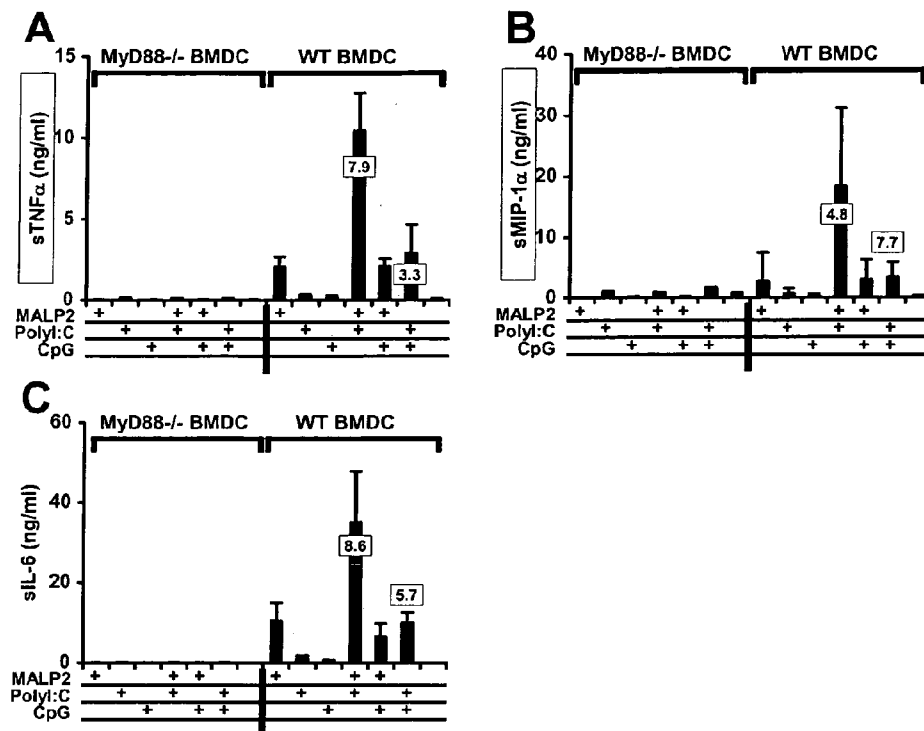 A
MyD88-/- BMDC
WT BMDC
sTNFα (ng/ml)
15
10
5
0
7.9
3.3
MALP2 + + + + + +
PolyI:C + + + + + +
CpG + + + + + +
B
MyD88-/- BMDC
WT BMDC
sMIP-1α (ng/ml)
40
30
20
10
0
4.8
7.7
MALP2 + + + + + +
PolyI:C + + + + + +
CpG + + + + + +
C
MyD88-/- BMDC
WT BMDC
sIL-6 (ng/ml)
60
40
20
0
8.6
5.7
MALP2 + + + + + +
PolyI:C + + + + + +
CpG + + + + + +